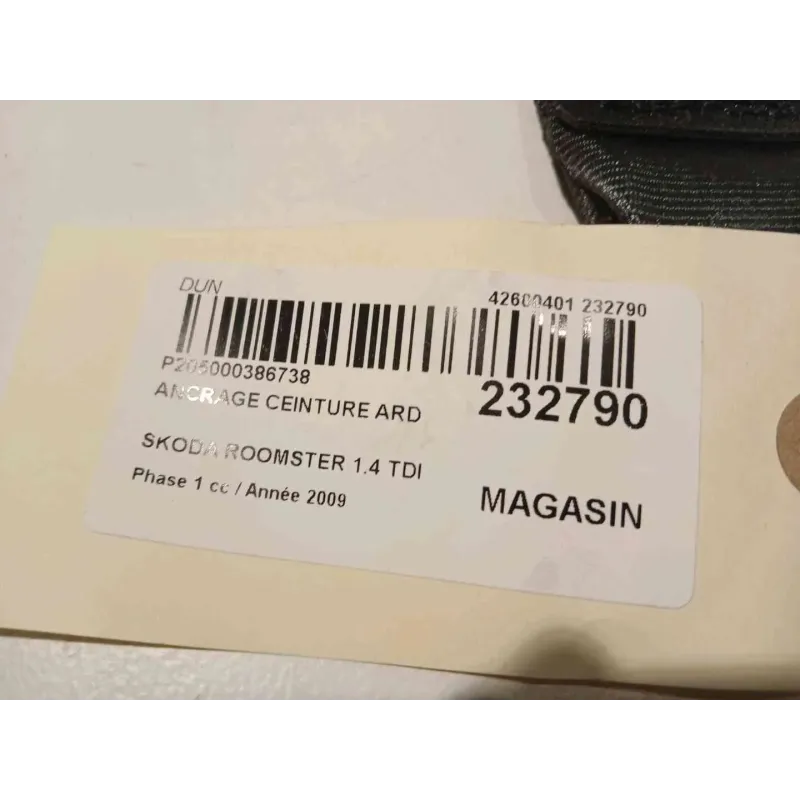 DUN
42600401 232790
P205000386738
232790
ANCRAGE CEINTURE ARD
SKODA ROOMSTER 1.4 TDI
Phase 1 cc / Année 2009
MAGASIN